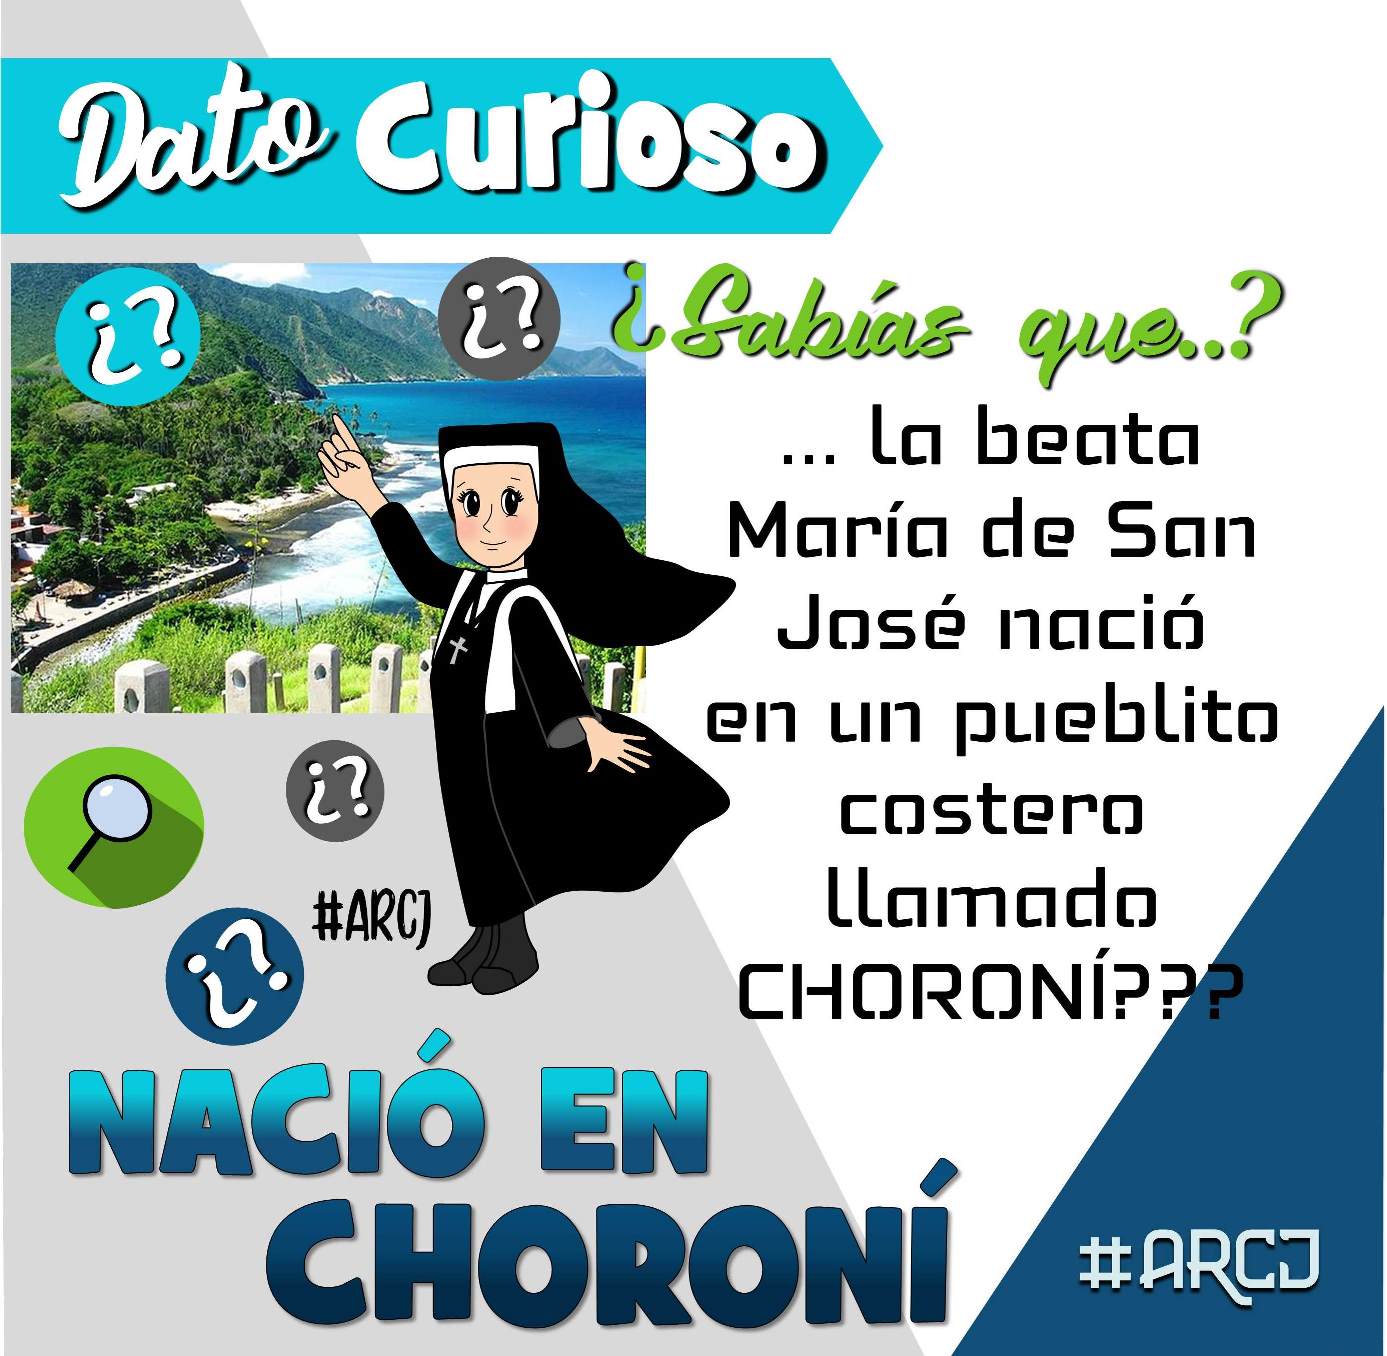 Dato Curioso
¿?
¿?
¿Sabías que..?
... la beata
María de San
José nació
en un pueblito
costero
llamado
CHORONÍ???
¿?
#ARCJ
¿?
NACIÓ EN
CHORONÍ
#ARCJ